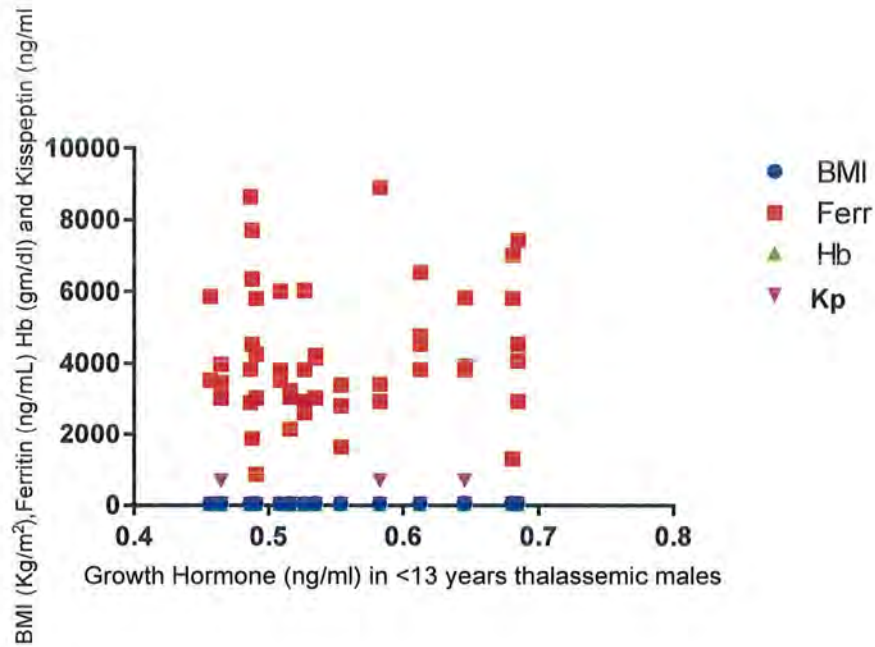 BMI (Kg/m²),Ferritin (ng/mL) Hb (gm/dl) and Kisspeptin (ng/ml
10000
8000
6000
4000
2000
0
0.4 0.5 0.6 0.7 0.8
Growth Hormone (ng/ml) in <13 years thalassemic males
BMI
Ferr
Hb
Kp